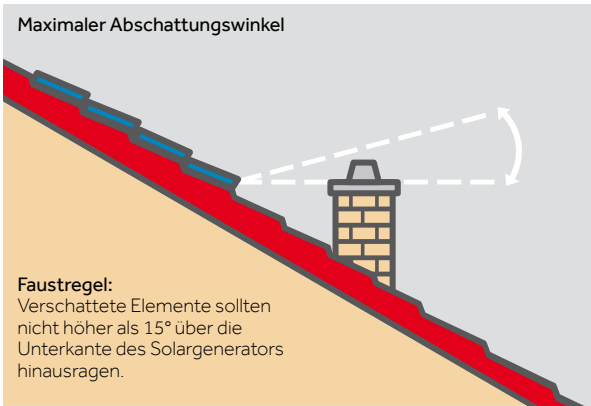 Maximaler Abschattungswinkel
Faustregel:
Verschattete Elemente sollten
nicht höher als 15° über die
Unterkante des Solargenerators
hinausragen.